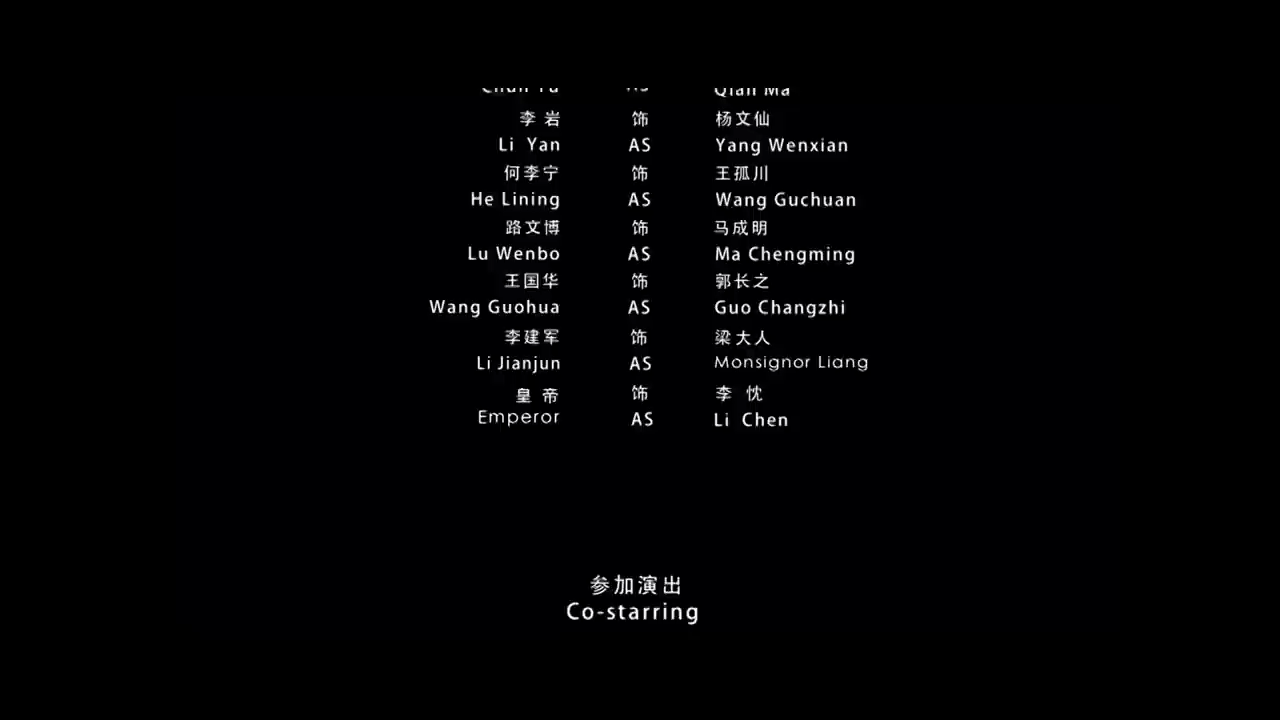 Qian Ma
李 岩 饰 杨文仙
Li Yan AS Yang Wenxian
何李宁 饰 王孤川
He Lining AS Wang Guchuan
路文博 饰 马成明
Lu Wenbo AS Ma Chengming
王国华 饰 郭长之
Wang Guohua AS Guo Changzhi
李建军 饰 梁大人
Li Jianjun AS Monsignor Liang
皇 帝 饰 李 忱
Emperor AS Li Chen
参加演出
Co-starring